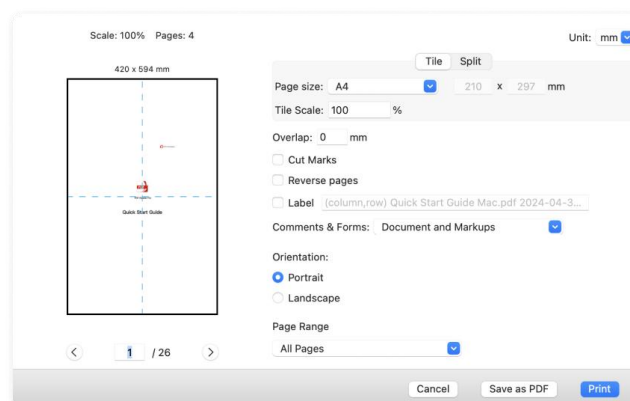 Scale: 100% Pages: 4
Unit: mm
420 x 594 mm
Tile Split
Page size: A4 210 x 297 mm
Tile Scale: 100 %
Overlap: 0 mm
Cut Marks
Reverse pages
Label (column,row) Quick Start Guide Mac.pdf 2024-04-3...
Comments & Forms: Document and Markups
Quick Start Guide
Orientation:
Portrait
Landscape
Page Range
All Pages
1 / 26
Cancel Save as PDF Print